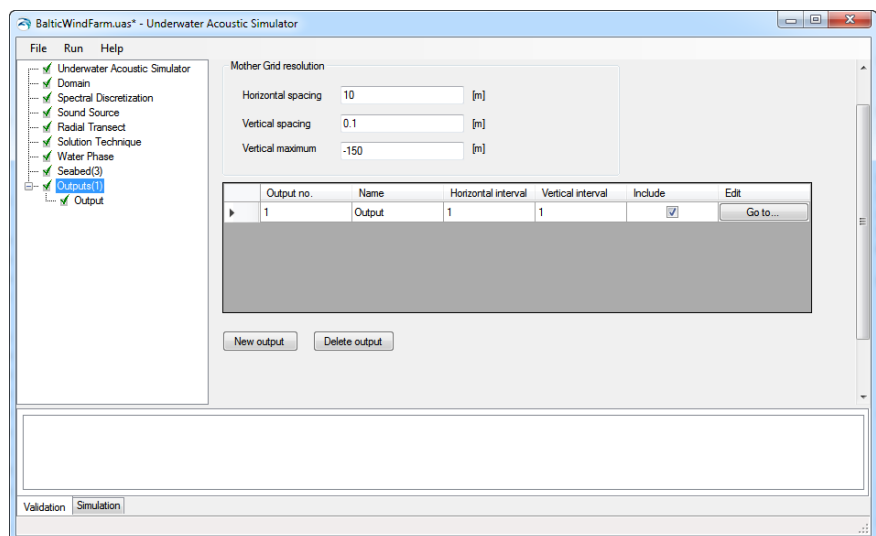 BalticWindFarm.uas* - Underwater Acoustic Simulator
File Run Help
Underwater Acoustic Simulator
Domain
Spectral Discretization
Sound Source
Radial Transect
Solution Technique
Water Phase
Seabed(3)
Outputs(1)
Output
Mother Grid resolution
Horizontal spacing 10 [m]
Vertical spacing 0.1 [m]
Vertical maximum -150 [m]
Output no. Name Horizontal interval Vertical interval Include Edit
1 Output 1 1 Go to...
New output Delete output
Validation Simulation